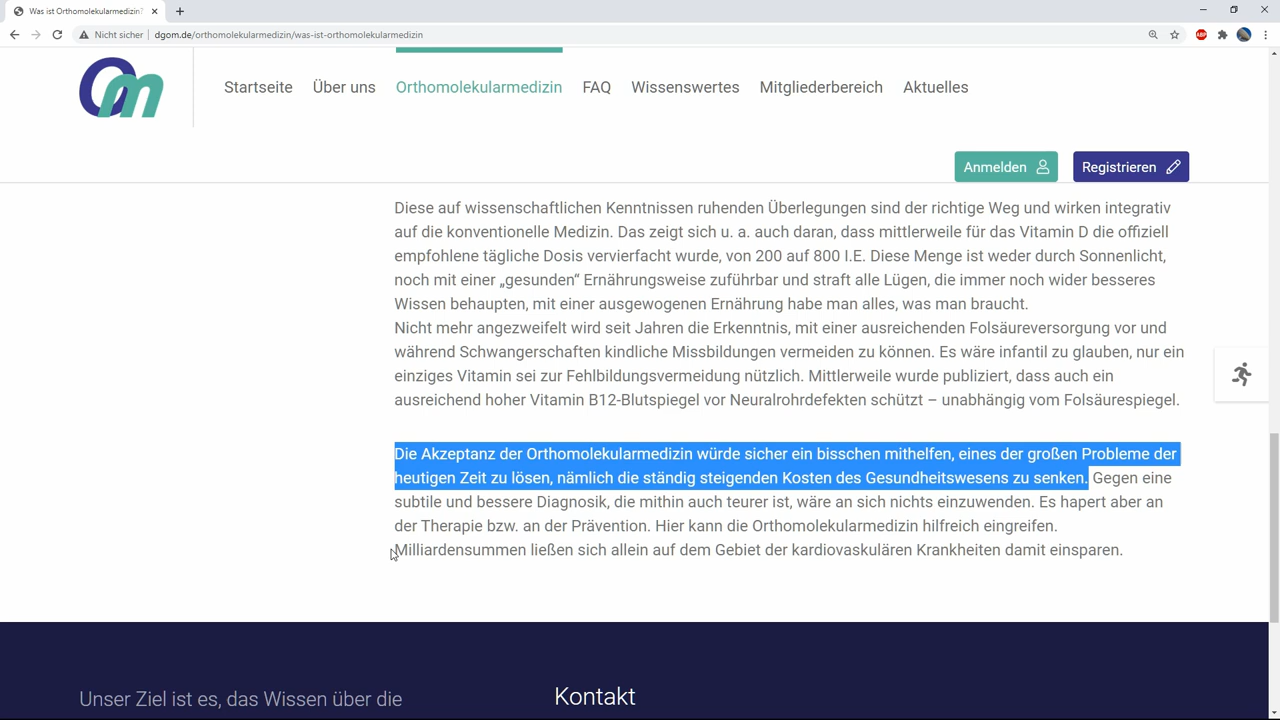 Was ist Orthomolekularmedizin?
Nicht sicher
dgom.de/orthomolekularmedizin/was-ist-orthomolekularmedizin
ABP
Om
Startseite
Über uns
Orthomolekularmedizin
FAQ
Wissenswertes
Mitgliederbereich
Aktuelles
Anmelden
Registrieren
Diese auf wissenschaftlichen Kenntnissen ruhenden Überlegungen sind der richtige Weg und wirken integrativ
auf die konventionelle Medizin. Das zeigt sich u. a. auch daran, dass mittlerweile für das Vitamin D die offiziell
empfohlene tägliche Dosis vervierfacht wurde, von 200 auf 800 I.E. Diese Menge ist weder durch Sonnenlicht,
noch mit einer „gesunden“ Ernährungsweise zuführbar und straft alle Lügen, die immer noch wider besseres
Wissen behaupten, mit einer ausgewogenen Ernährung habe man alles, was man braucht.
Nicht mehr angezweifelt wird seit Jahren die Erkenntnis, mit einer ausreichenden Folsäureversorgung vor und
während Schwangerschaften kindliche Missbildungen vermeiden zu können. Es wäre infantil zu glauben, nur ein
einziges Vitamin sei zur Fehlbildungsvermeidung nützlich. Mittlerweile wurde publiziert, dass auch ein
ausreichend hoher Vitamin B12-Blutspiegel vor Neuralrohrdefekten schützt – unabhängig vom Folsäurespiegel.
Die Akzeptanz der Orthomolekularmedizin würde sicher ein bisschen mithelfen, eines der großen Probleme der
heutigen Zeit zu lösen, nämlich die ständig steigenden Kosten des Gesundheitswesens zu senken. Gegen eine
subtile und bessere Diagnosik, die mithin auch teurer ist, wäre an sich nichts einzuwenden. Es hapert aber an
der Therapie bzw. an der Prävention. Hier kann die Orthomolekularmedizin hilfreich eingreifen.
Milliardensummen ließen sich allein auf dem Gebiet der kardiovaskulären Krankheiten damit einsparen.
Unser Ziel ist es, das Wissen über die
Kontakt